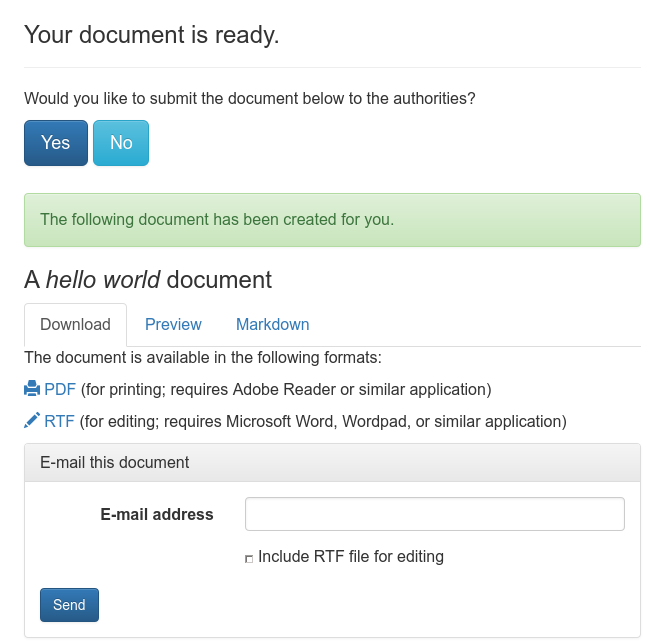 Your document is ready.
Would you like to submit the document below to the authorities?
Yes No
The following document has been created for you.
A hello world document
Download Preview Markdown
The document is available in the following formats:
PDF (for printing; requires Adobe Reader or similar application)
RTF (for editing; requires Microsoft Word, Wordpad, or similar application)
E-mail this document
E-mail address
Include RTF file for editing
Send